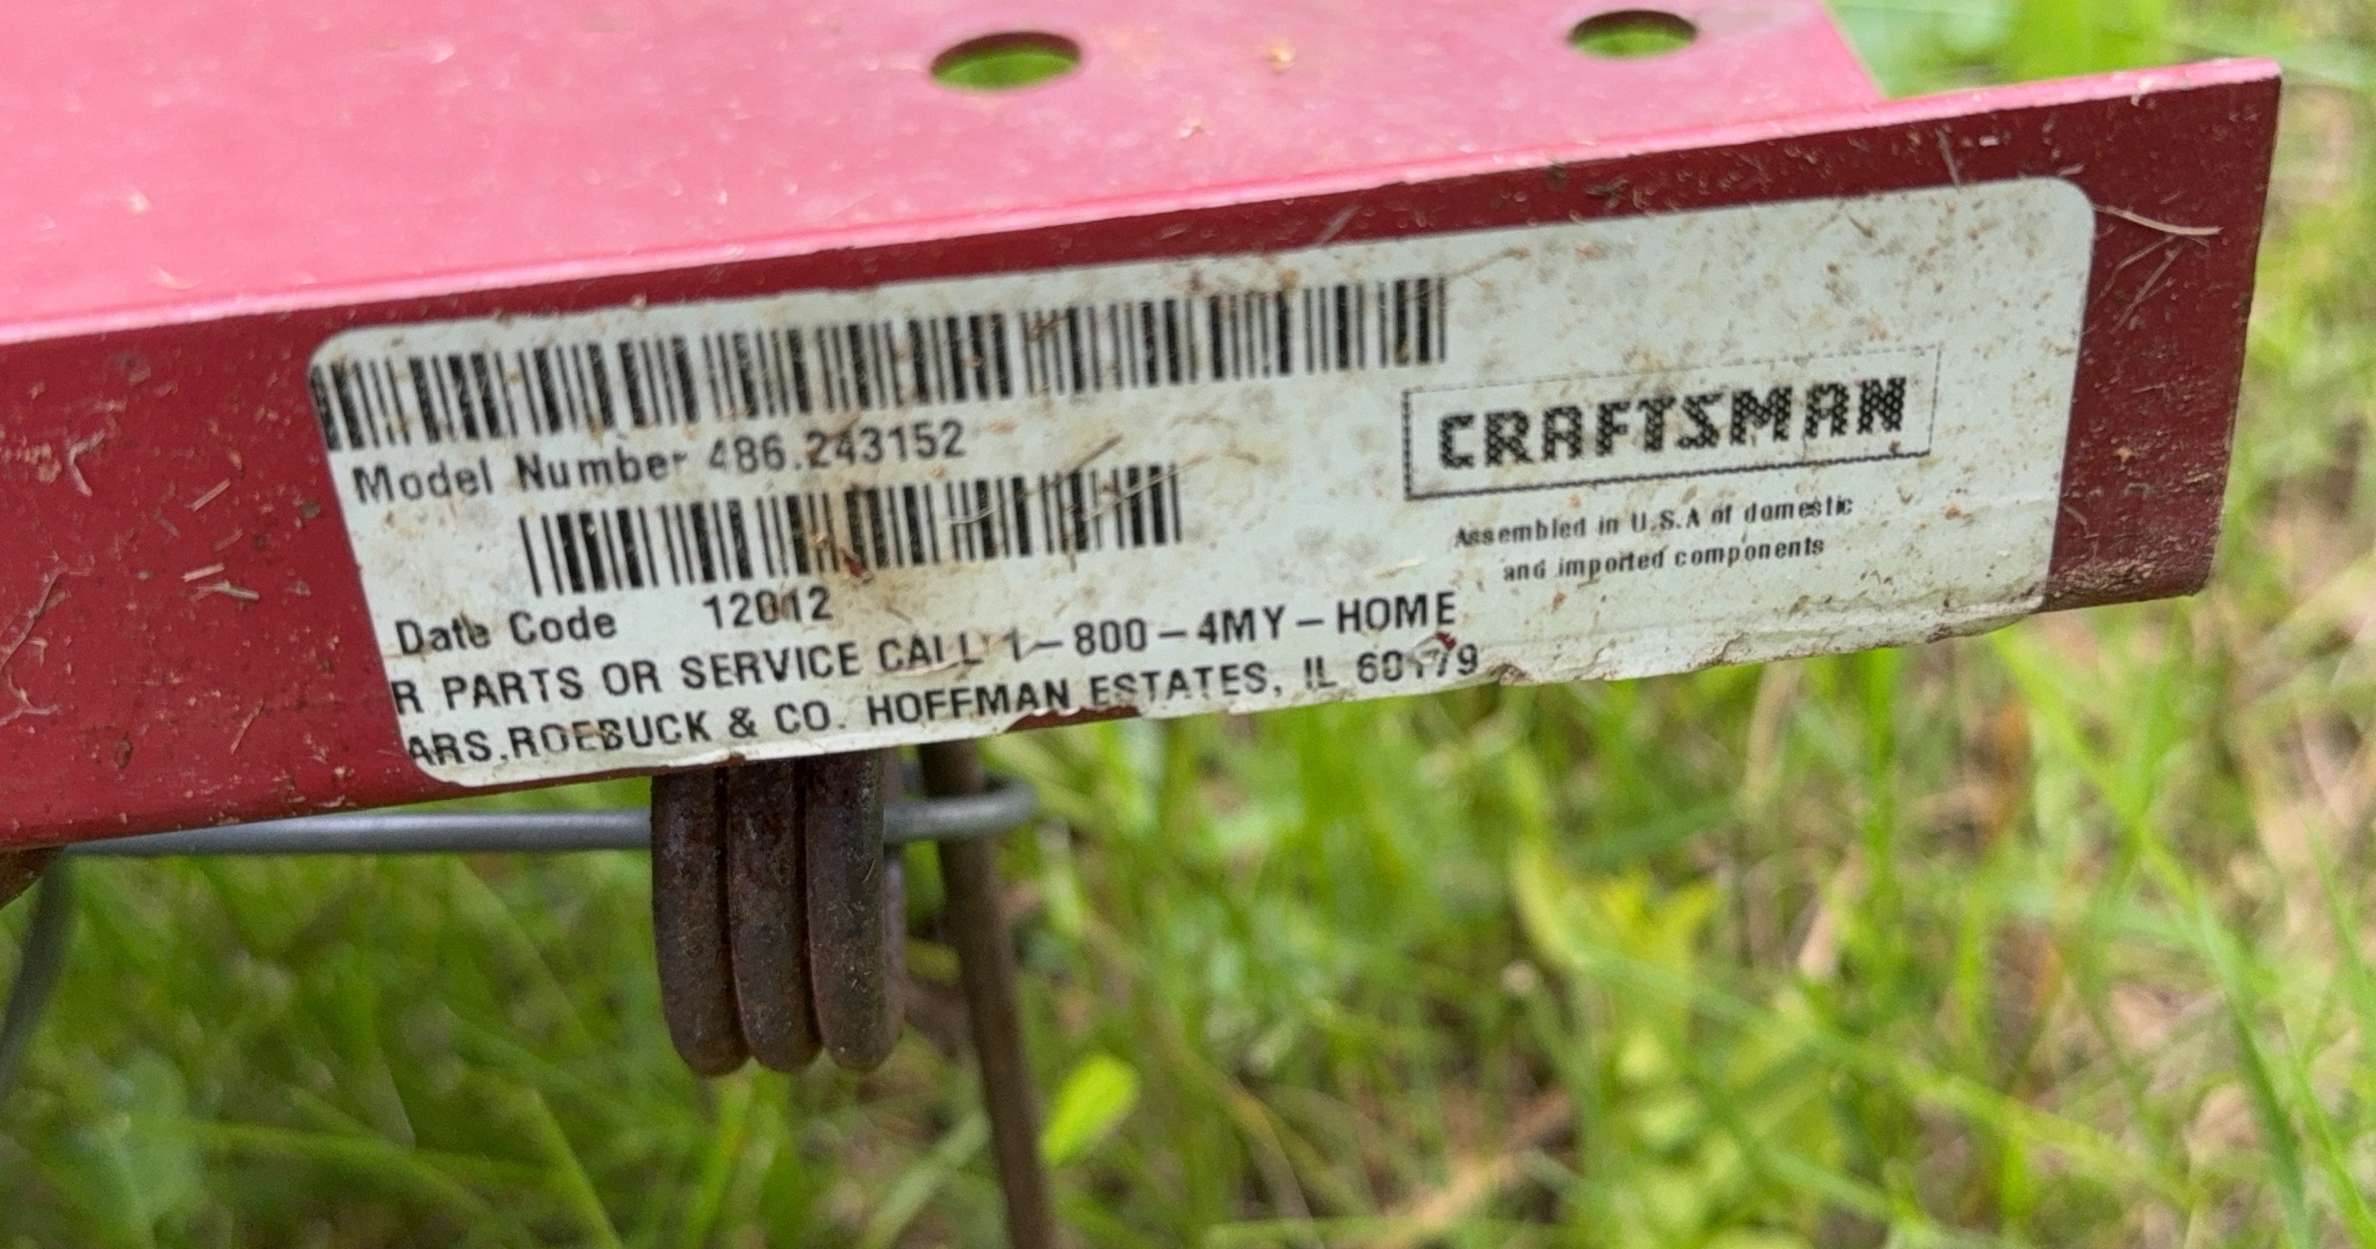 Model Number 486.243152
CRAFTSMAN
Assembled in U.S.A of domestic
and imported components
Date Code 12012
R PARTS OR SERVICE CALL 1-800-4MY-HOME
ARS,ROEBUCK & CO. HOFFMAN ESTATES, IL 60179